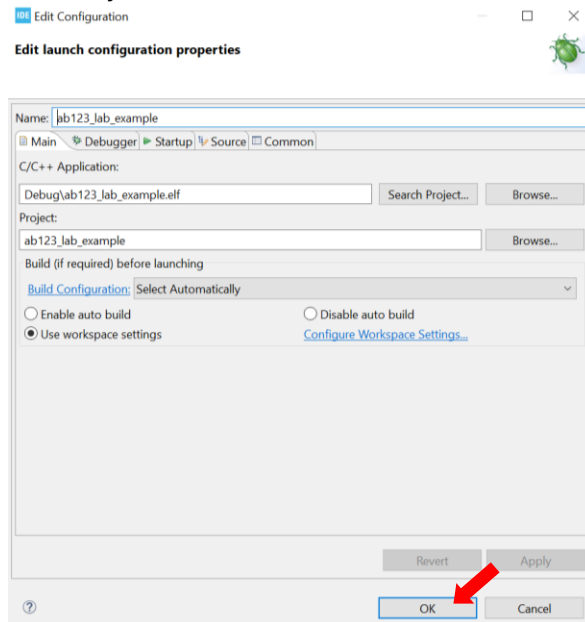 IDE Edit Configuration
Edit launch configuration properties
Name: ab123_lab_example
Main Debugger Startup Source Common
C/C++ Application:
Debug\ab123_lab_example.elf Search Project... Browse...
Project:
ab123_lab_example Browse...
Build (if required) before launching
Build Configuration: Select Automatically
Enable auto build Disable auto build
Use workspace settings Configure Workspace Settings...
Revert Apply
? OK Cancel